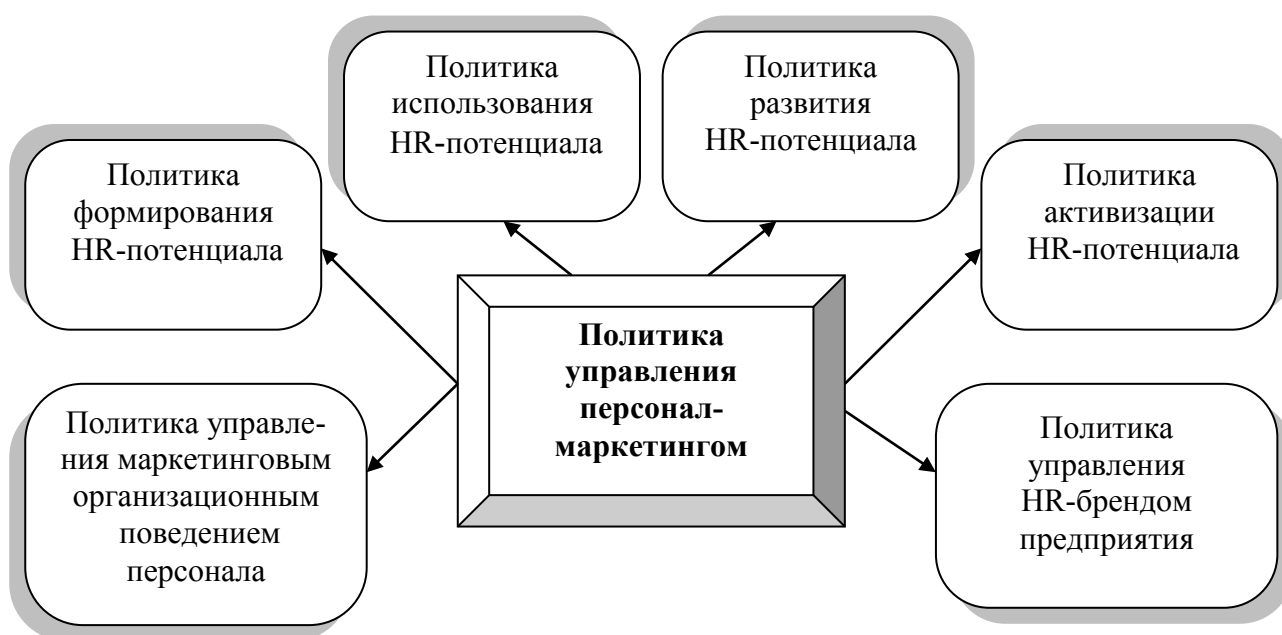 Политика
использования
HR-потенциала
Политика
развития
HR-потенциала
Политика
формирования
HR-потенциала
Политика
активизации
HR-потенциала
Политика
управления
персонал-
маркетингом
Политика управле-
ния маркетинговым
организационным
поведением
персонала
Политика
управления
HR-брендом
предприятия